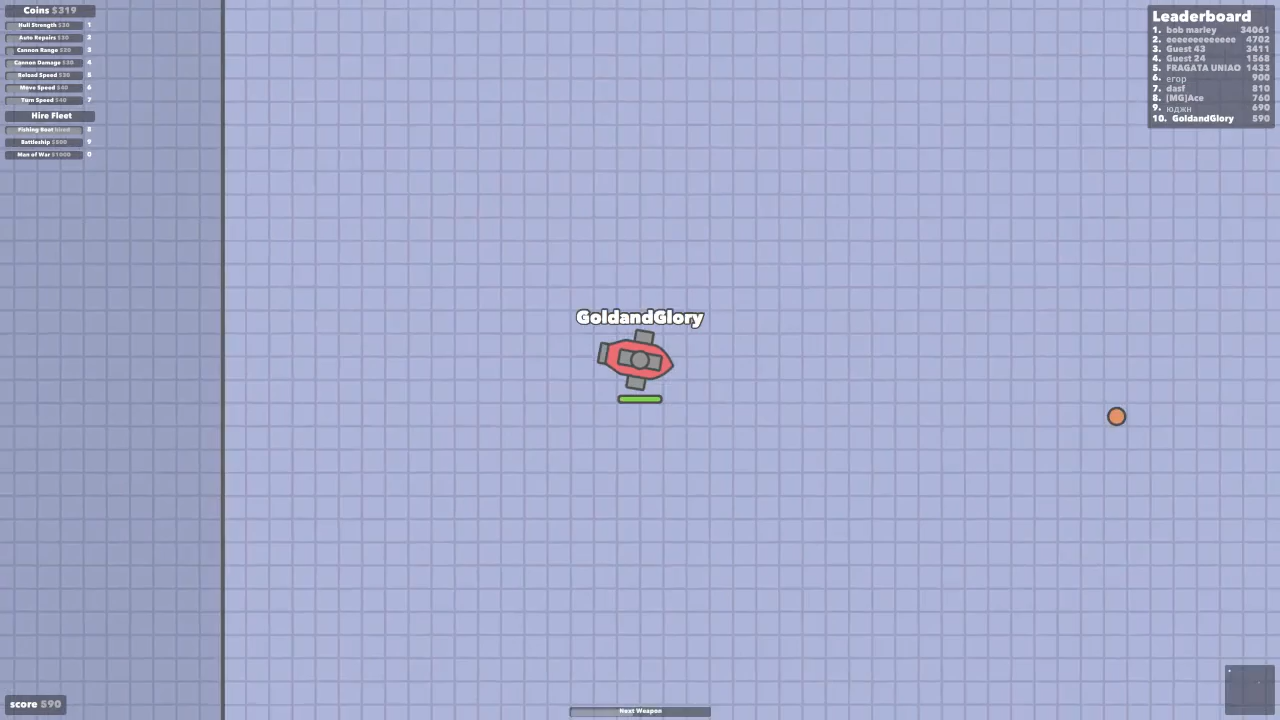 Coins $319
Hull Strength $30 1
Auto Repairs $30 2
Cannon Range $30 3
Cannon Damage $30 4
Reload Speed $30 5
Move Speed $40 6
Turn Speed $40 7
Hire Fleet
Fishing Boat hired 8
Battleship $500 9
Man of War $1000 0
Leaderboard
1. bob marley 34061
2. eeeeeeeeeeeee 4702
3. Guest 43 3411
4. Guest 24 1568
5. FRAGATA UNIAO 1433
6. егор 900
7. dasf 810
8. [MG]Ace 760
9. юджн 690
10. GoldandGlory 590
GoldandGlory
score 590
Next Weapon